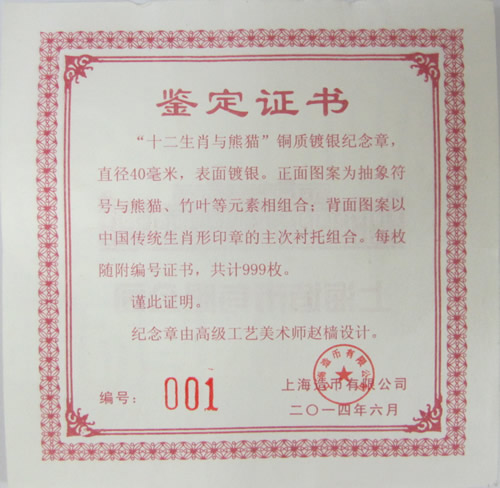 鉴定证书
“十二生肖与熊猫”铜质镀银纪念章，
直径40毫米，表面镀银。正面图案为抽象符
号与熊猫、竹叶等元素相组合；背面图案以
中国传统生肖形印章的主次衬托组合。每枚
随附编号证书，共计999枚。
谨此证明。
纪念章由高级工艺美术师赵樯设计。
编号：001
上海造币有限公司
二〇一四年六月